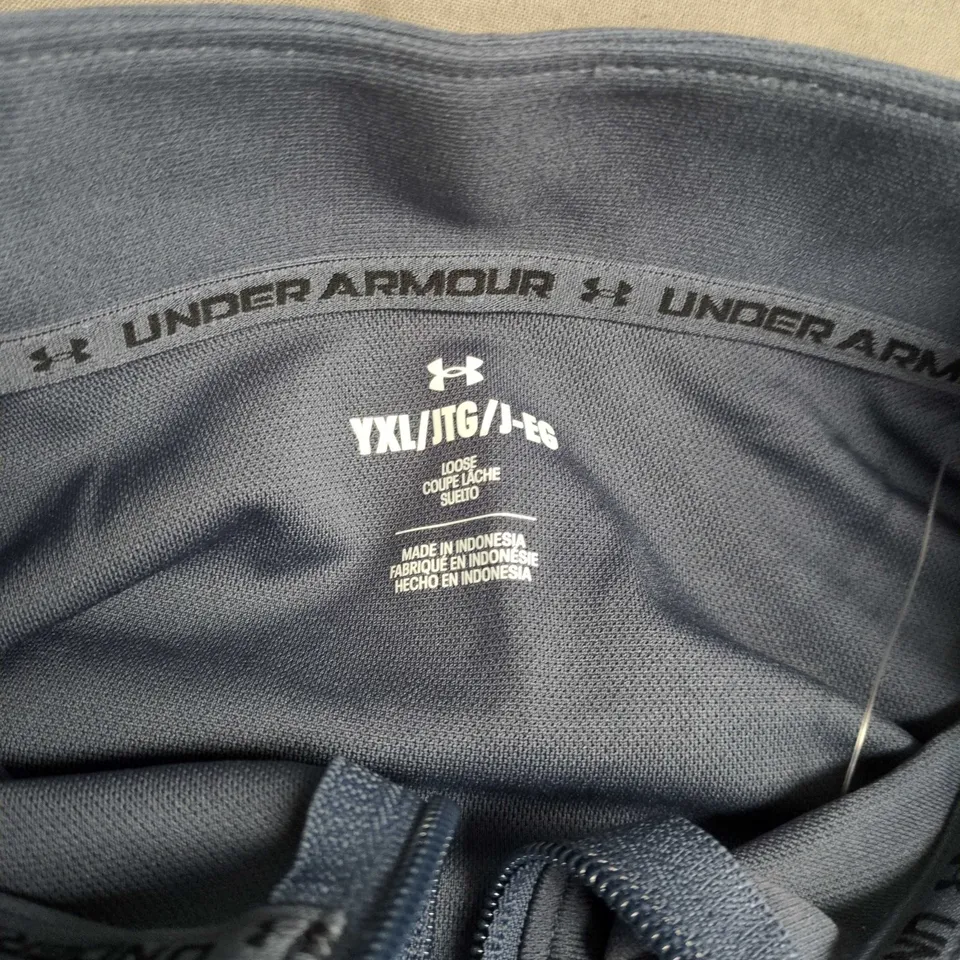 UNDER ARMOUR UNDER ARM
YXL/JTG/J-EG
LOOSE
COUPE LÂCHE
SUELTO
MADE IN INDONESIA
FABRIQUÉ EN INDONÉSIE
HECHO EN INDONESIA